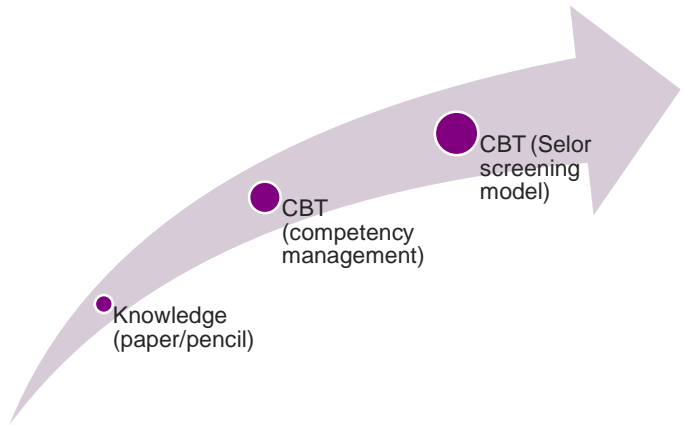 Knowledge
(paper/pencil)
CBT
(competency
management)
CBT (Selor
screening
model)